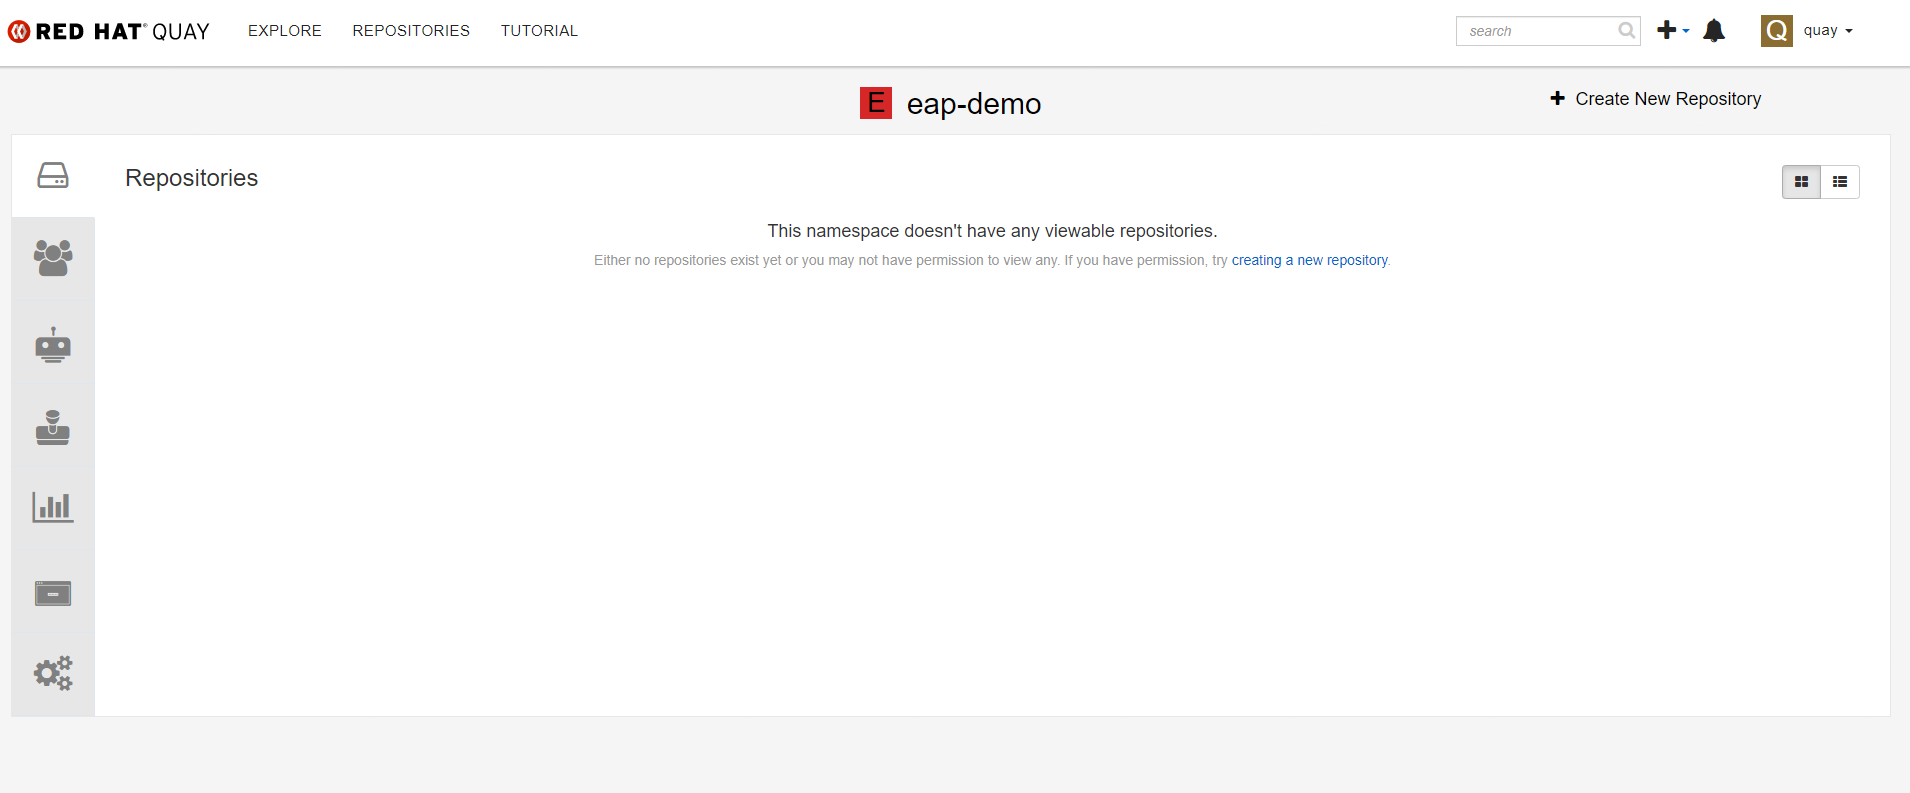 RED HAT® QUAY EXPLORE REPOSITORIES TUTORIAL search Q quay
E eap-demo Create New Repository
Repositories
This namespace doesn't have any viewable repositories.
Either no repositories exist yet or you may not have permission to view any. If you have permission, try creating a new repository.